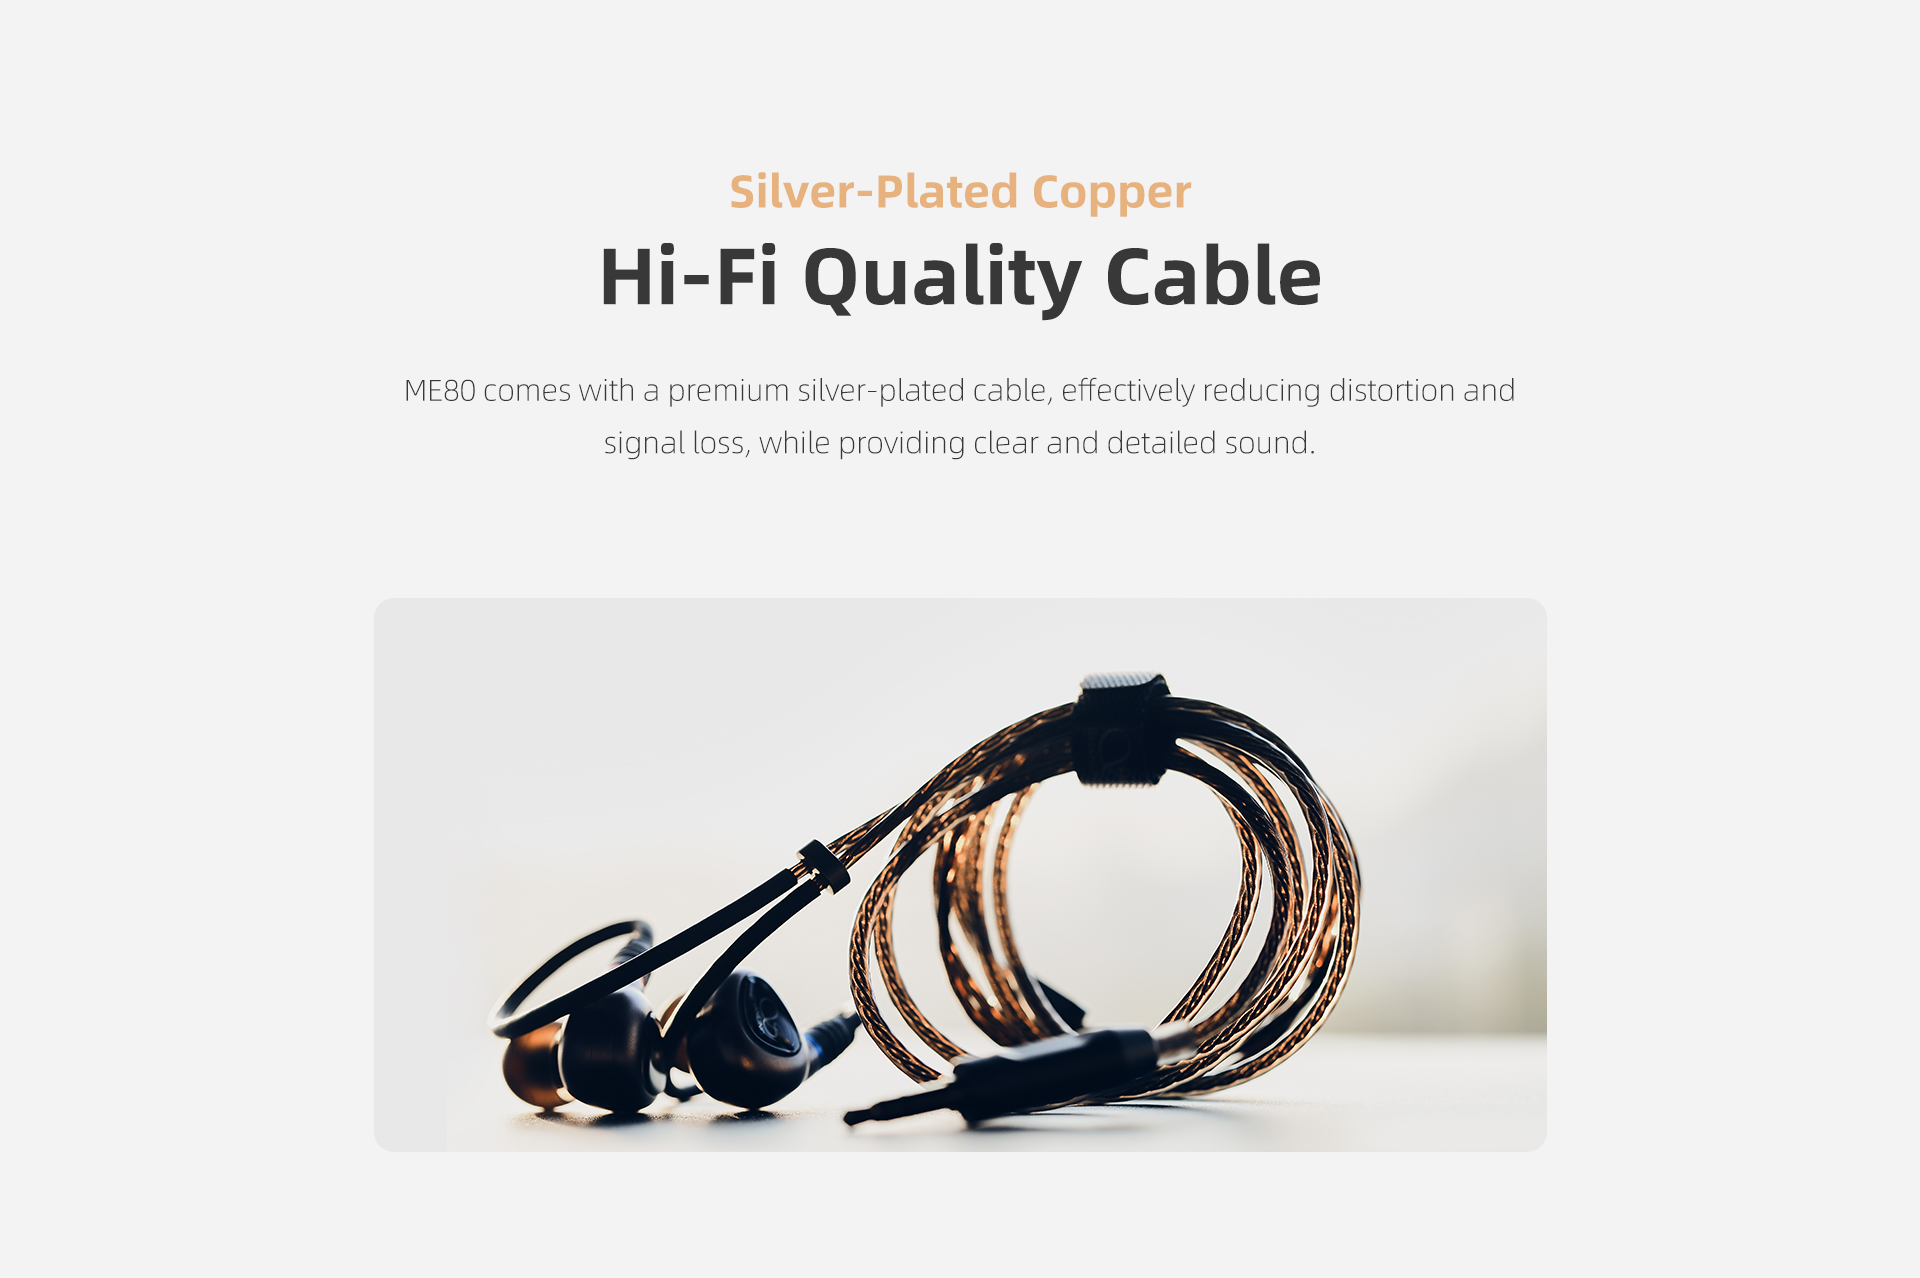 Silver-Plated Copper
Hi-Fi Quality Cable
ME80 comes with a premium silver-plated cable, effectively reducing distortion and
signal loss, while providing clear and detailed sound.